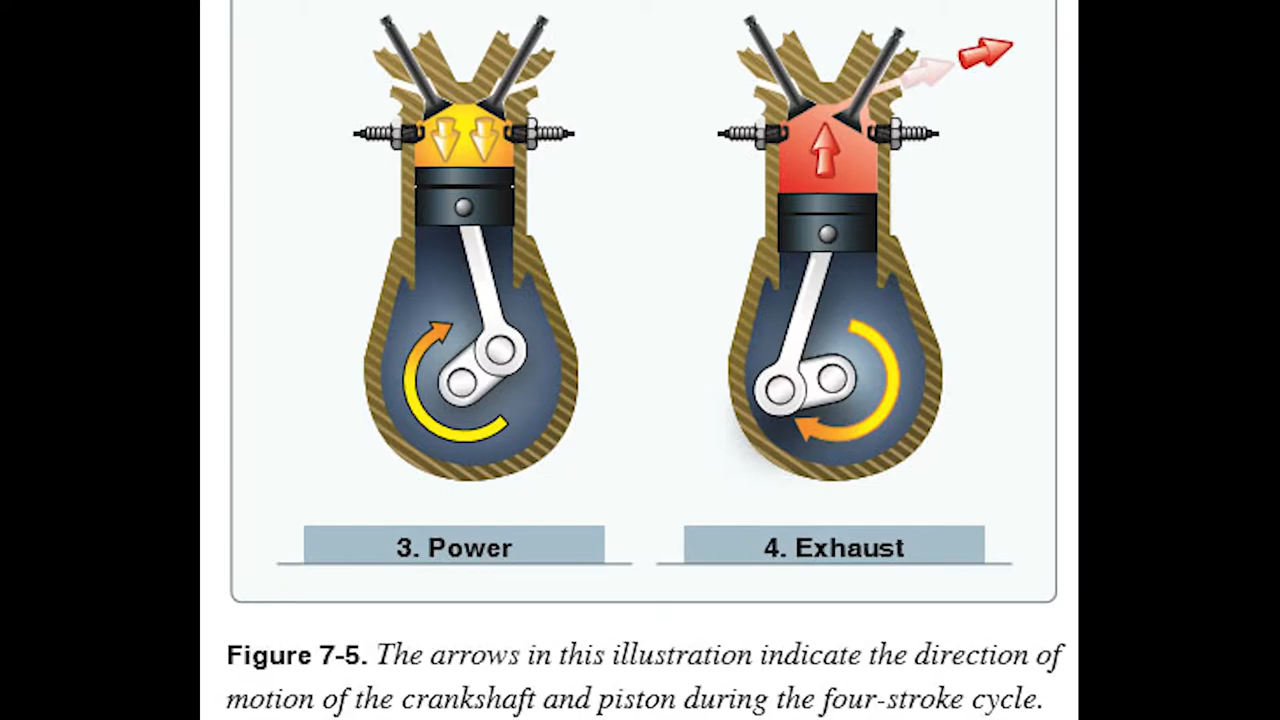 3. Power
4. Exhaust
Figure 7-5. The arrows in this illustration indicate the direction of
motion of the crankshaft and piston during the four-stroke cycle.